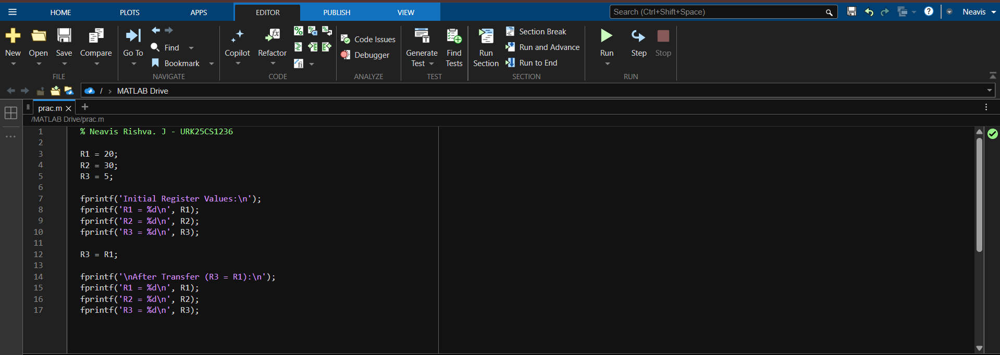 HOME PLOTS APPS EDITOR PUBLISH VIEW Search (Ctrl+Shift+Space) ? Neavis
New Open Save Compare Go To Find Bookmark Copilot Refactor Code Issues Debugger Generate Test Find Tests Run Section Section Break Run and Advance Run to End Run Step Stop
FILE NAVIGATE CODE ANALYZE TEST SECTION RUN
/ › MATLAB Drive
prac.m × +
/MATLAB Drive/prac.m
1 % Neavis Rishva. J - URK25CS1236
2
3 R1 = 20;
4 R2 = 30;
5 R3 = 5;
6
7 fprintf('Initial Register Values:\n');
8 fprintf('R1 = %d\n', R1);
9 fprintf('R2 = %d\n', R2);
10 fprintf('R3 = %d\n', R3);
11
12 R3 = R1;
13
14 fprintf('\nAfter Transfer (R3 = R1):\n');
15 fprintf('R1 = %d\n', R1);
16 fprintf('R2 = %d\n', R2);
17 fprintf('R3 = %d\n', R3);